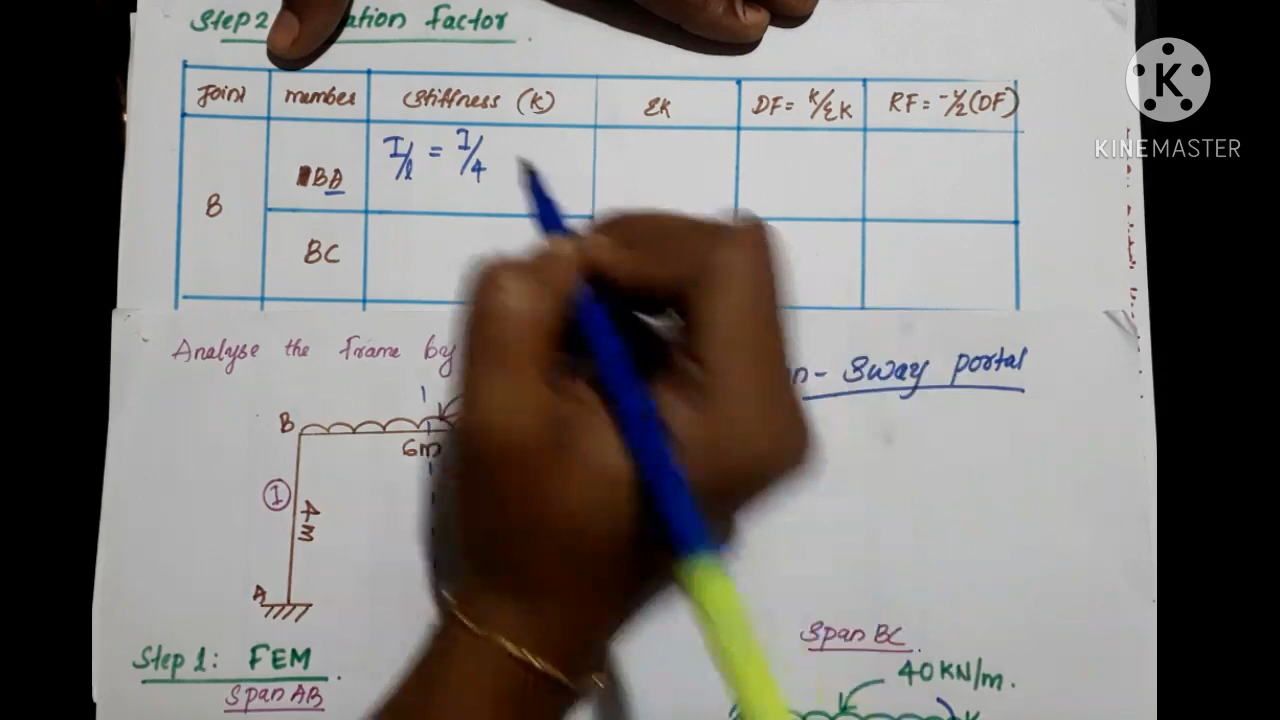 Step 2 ation Factor
Joint member Stiffness (K) ΣK DF = K/ΣK RF = -1/2(DF)
B BA I/l = I/4
BC
KINEMASTER
Analyse the frame by n- Sway portal
B 6m
I 4m
A
Step 1: FEM
Span AB
Span BC
40KN/m.